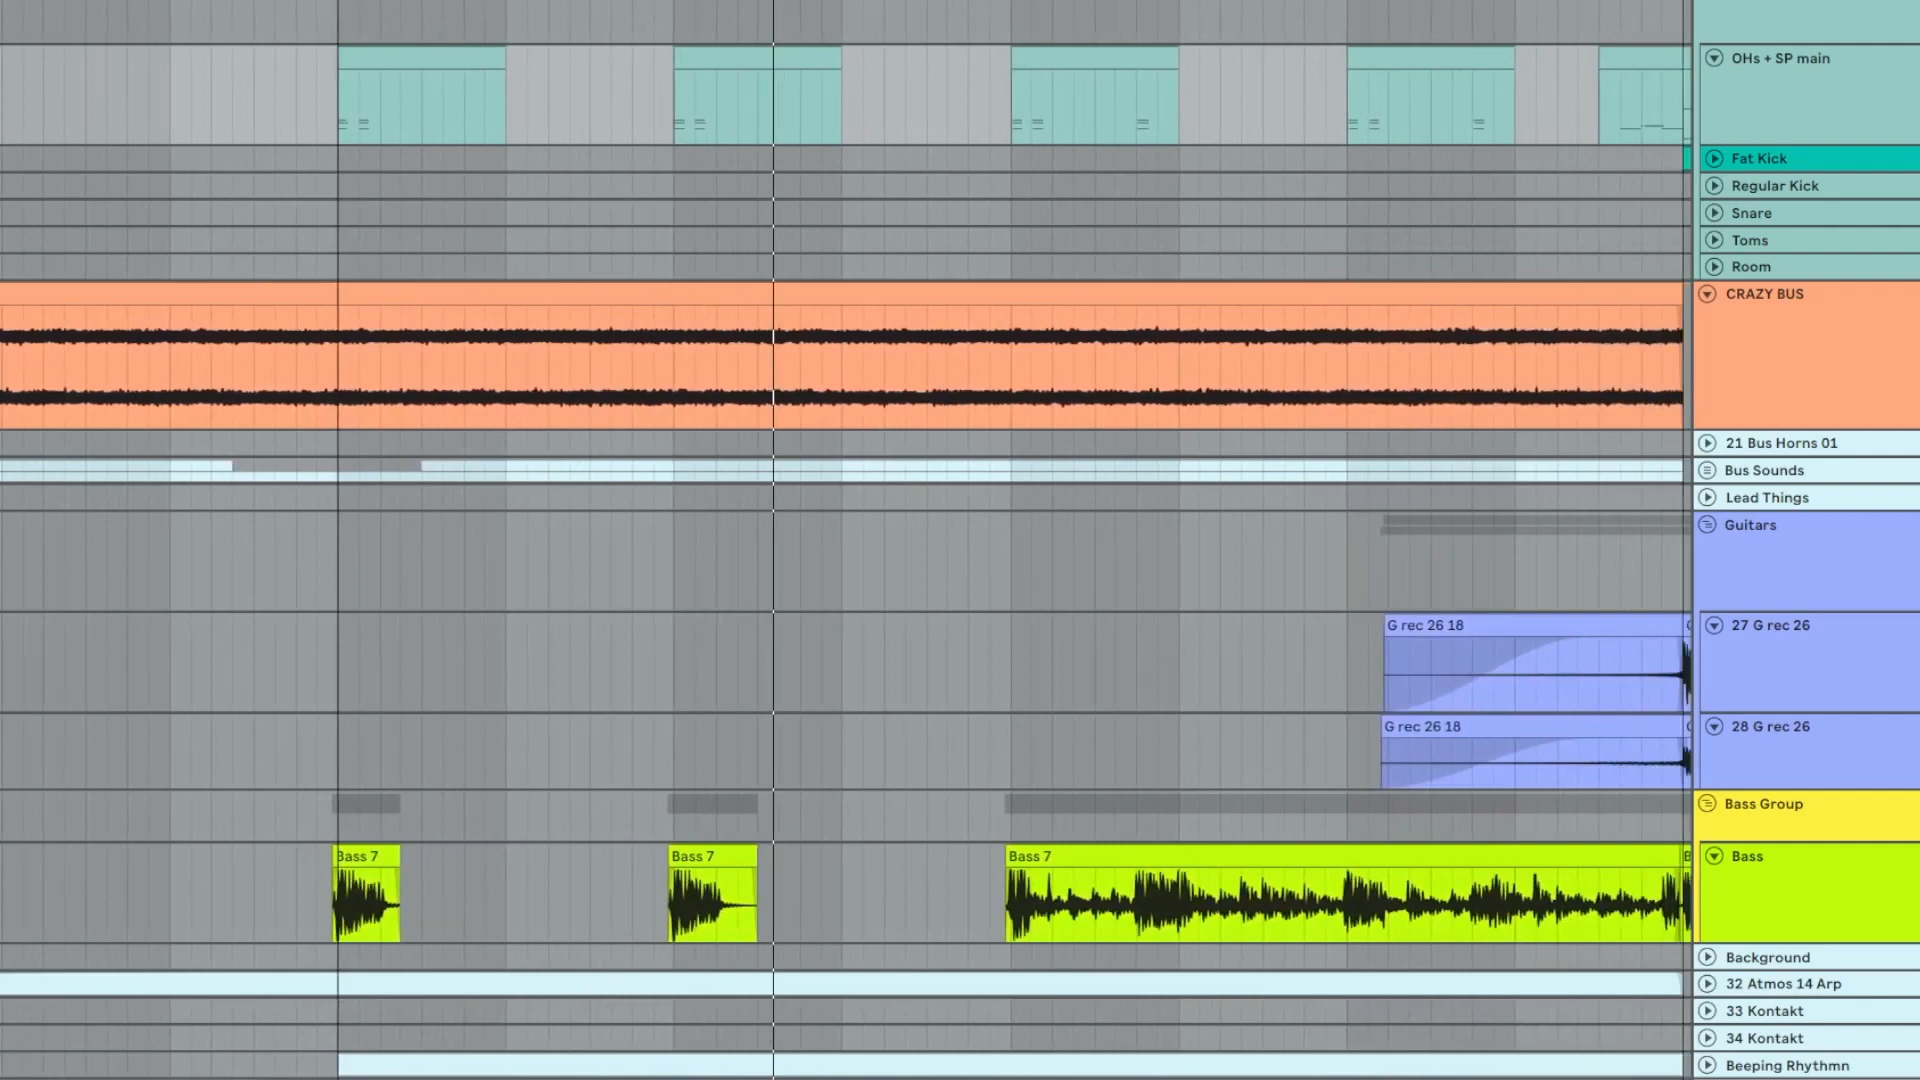 OHs + SP main
Fat Kick
Regular Kick
Snare
Toms
Room
CRAZY BUS
21 Bus Horns 01
Bus Sounds
Lead Things
Guitars
G rec 26 18
27 G rec 26
G rec 26 18
28 G rec 26
Bass Group
Bass 7
Bass 7
Bass 7
B
Bass
Background
32 Atmos 14 Arp
33 Kontakt
34 Kontakt
Beeping Rhythmn